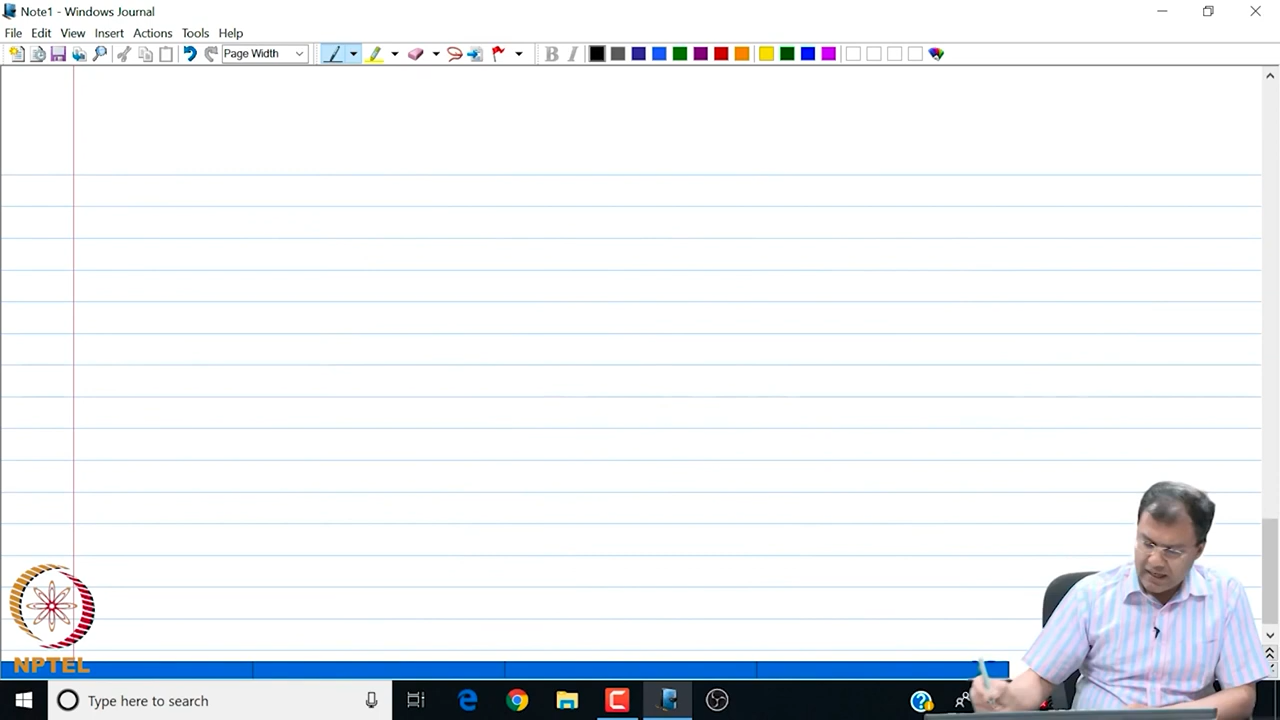 Note1 - Windows Journal
File Edit View Insert Actions Tools Help
Page Width B I
NPTEL
Type here to search